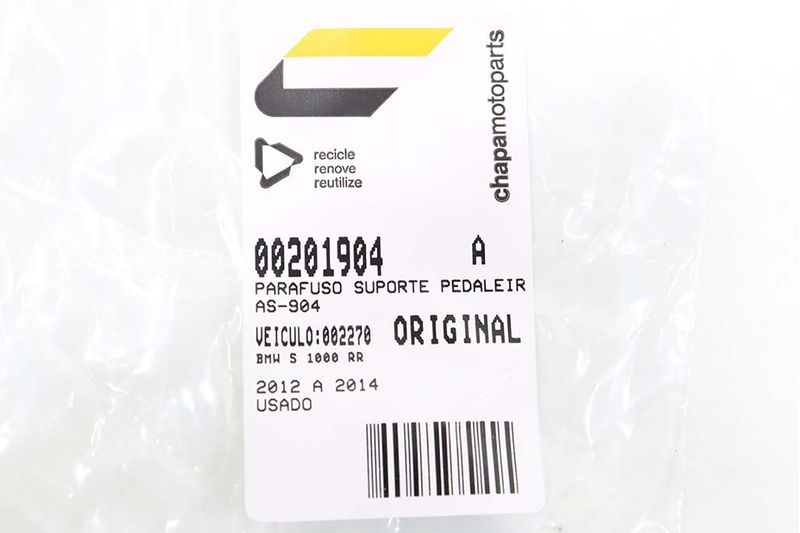 chapamotoparts
recicle
renove
reutilize
00201904 A
PARAFUSO SUPORTE PEDALEIR
AS-904
VEICULO:002270 ORIGINAL
BMW S 1000 RR
2012 A 2014
USADO